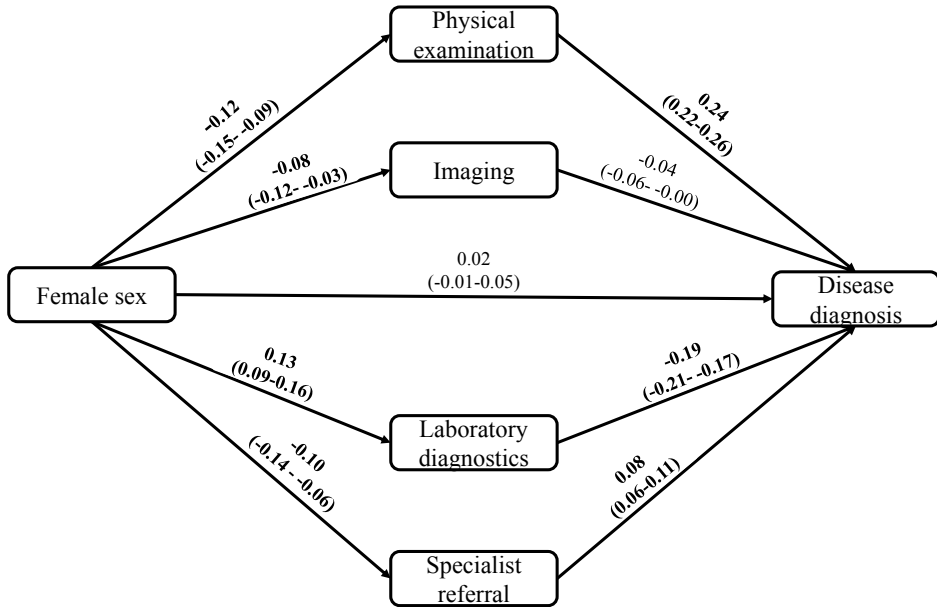 Physical
examination
-0.12
(-0.15- -0.09)
0.24
(0.22-0.26)
-0.08
(-0.12- -0.03)
Imaging
-0.04
(-0.06- -0.00)
Female sex
0.02
(-0.01-0.05)
Disease
diagnosis
0.13
(0.09-0.16)
-0.19
(-0.21- -0.17)
Laboratory
diagnostics
-0.10
(-0.14 - -0.06)
0.08
(0.06-0.11)
Specialist
referral